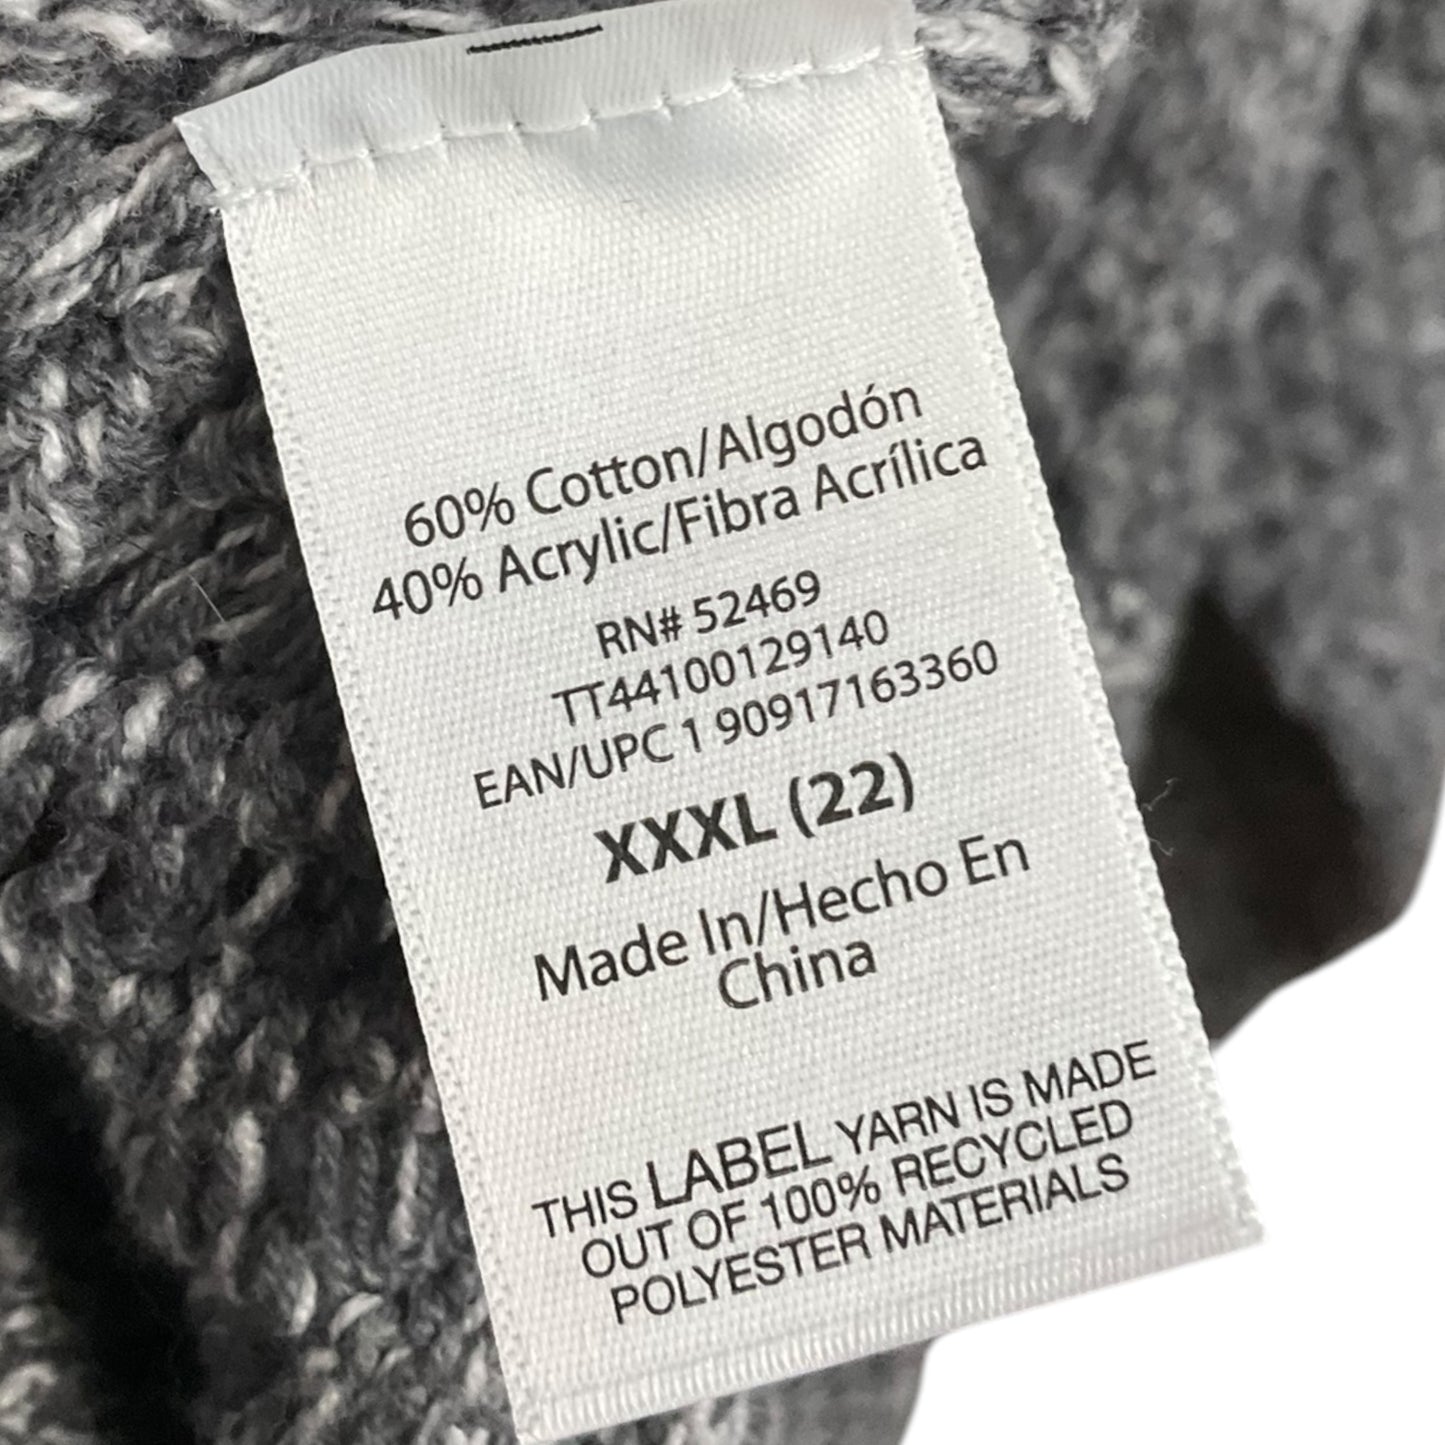 60% Cotton/Algodón
40% Acrylic/Fibra Acrílica
RN# 52469
TT44100129140
EAN/UPC 1 90917163360
XXXL (22)
Made In/Hecho En
China
THIS LABEL YARN IS MADE
OUT OF 100% RECYCLED
POLYESTER MATERIALS